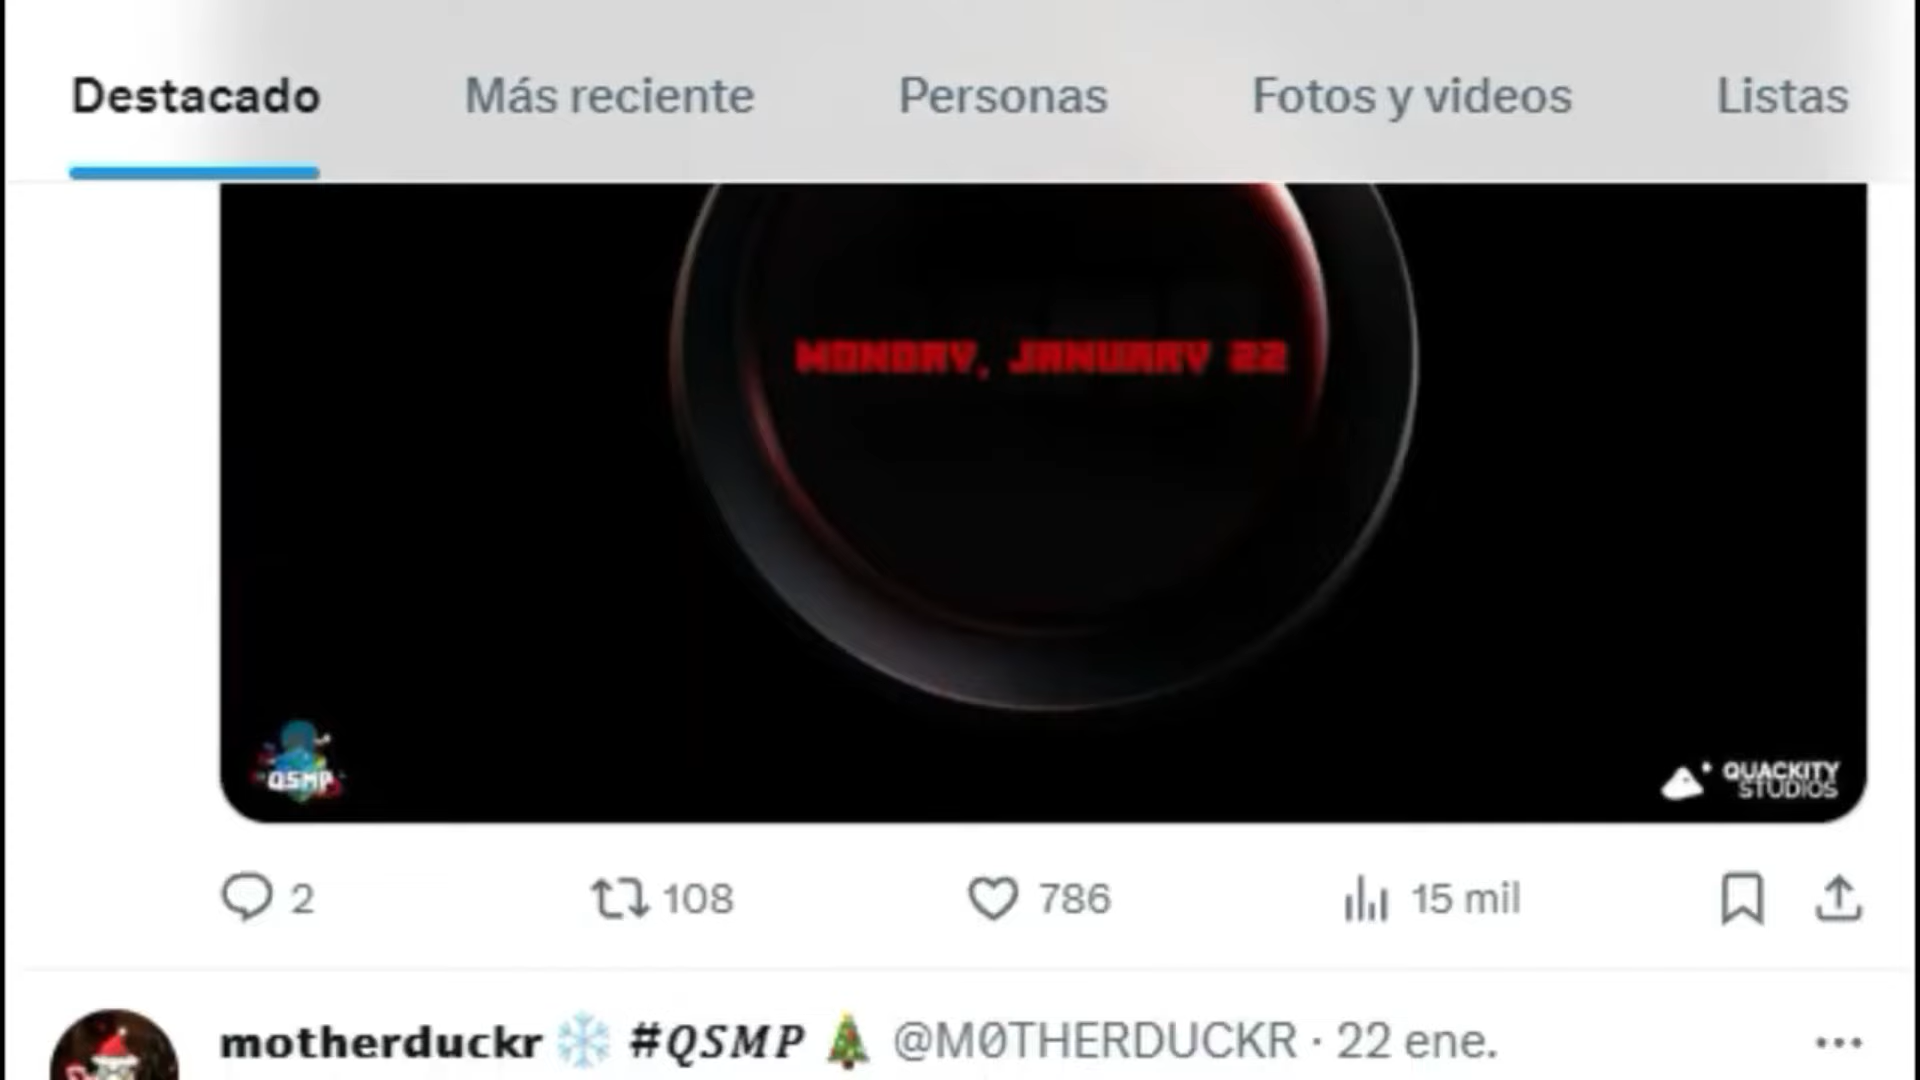 Destacado Más reciente Personas Fotos y videos Listas
MONDAY, JANUARY 22
QSMP
QUACKITY
STUDIOS
2 108 786 15 mil
motherduckr ❄️ #QSMP 🎄 @MØTHERDUCKR · 22 ene.